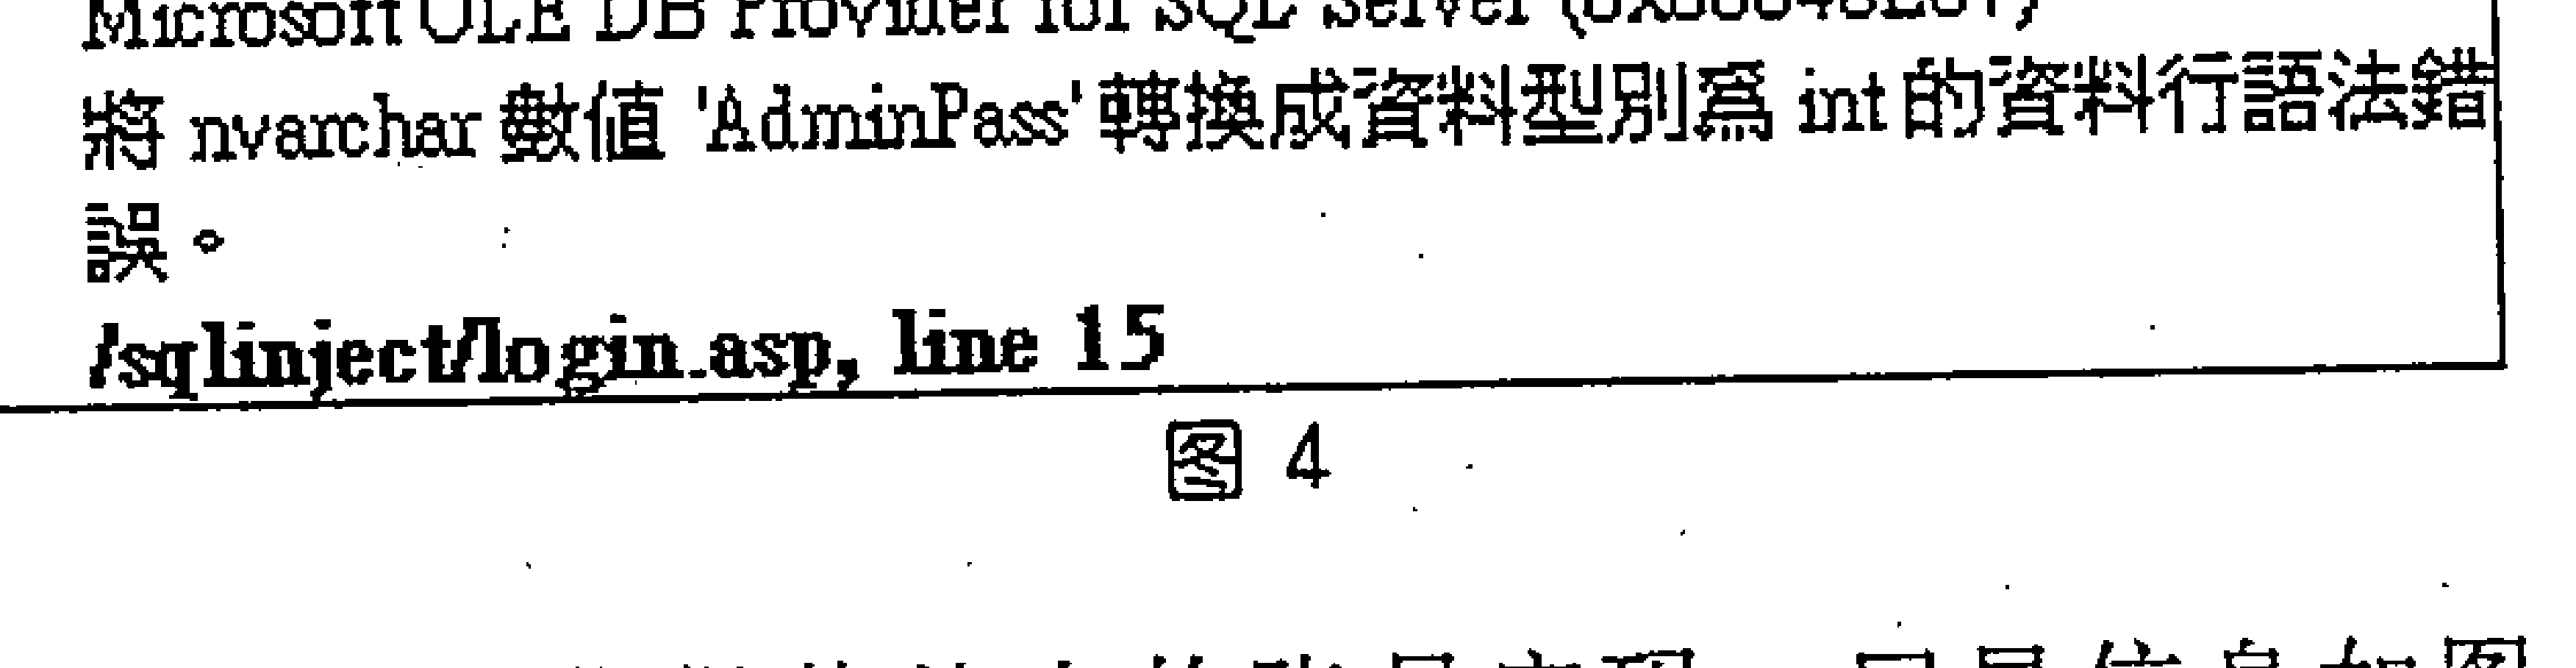 Microsoft OLE DB Provider for SQL Server
將 nvarchar 數值 'AdminPass' 轉換成資料型別為 int 的資料行語法錯
誤。
/sqlinject/login.asp, line 15
图 4